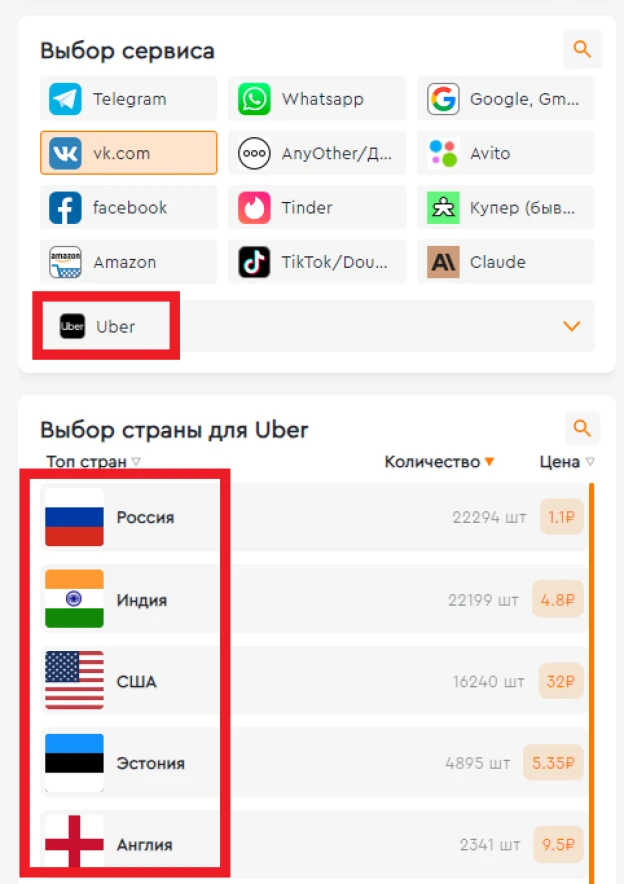 Выбор сервиса
Telegram Whatsapp Google, Gm...
vk.com AnyOther/Д... Avito
facebook Tinder Купер (быв...
amazon Amazon TikTok/Dou... Claude
Uber Uber
Выбор страны для Uber
Топ стран Количество Цена
Россия 22294 шт 1.1₽
Индия 22199 шт 4.8₽
США 16240 шт 32₽
Эстония 4895 шт 5.35₽
Англия 2341 шт 9.5₽